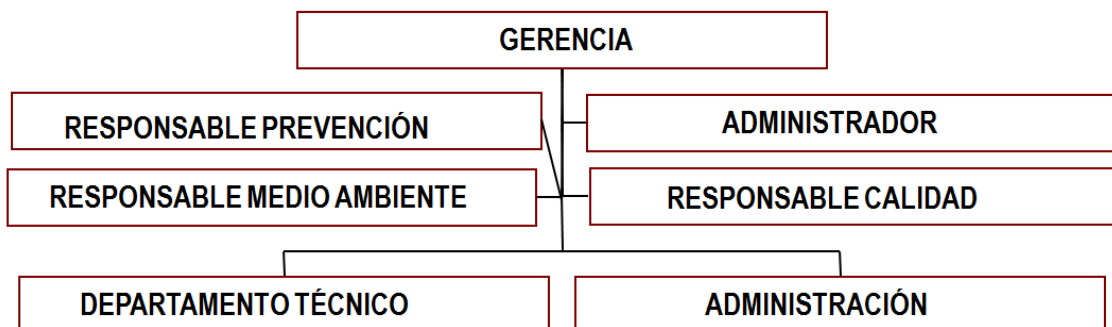 GERENCIA
RESPONSABLE PREVENCIÓN
ADMINISTRADOR
RESPONSABLE MEDIO AMBIENTE
RESPONSABLE CALIDAD
DEPARTAMENTO TÉCNICO
ADMINISTRACIÓN